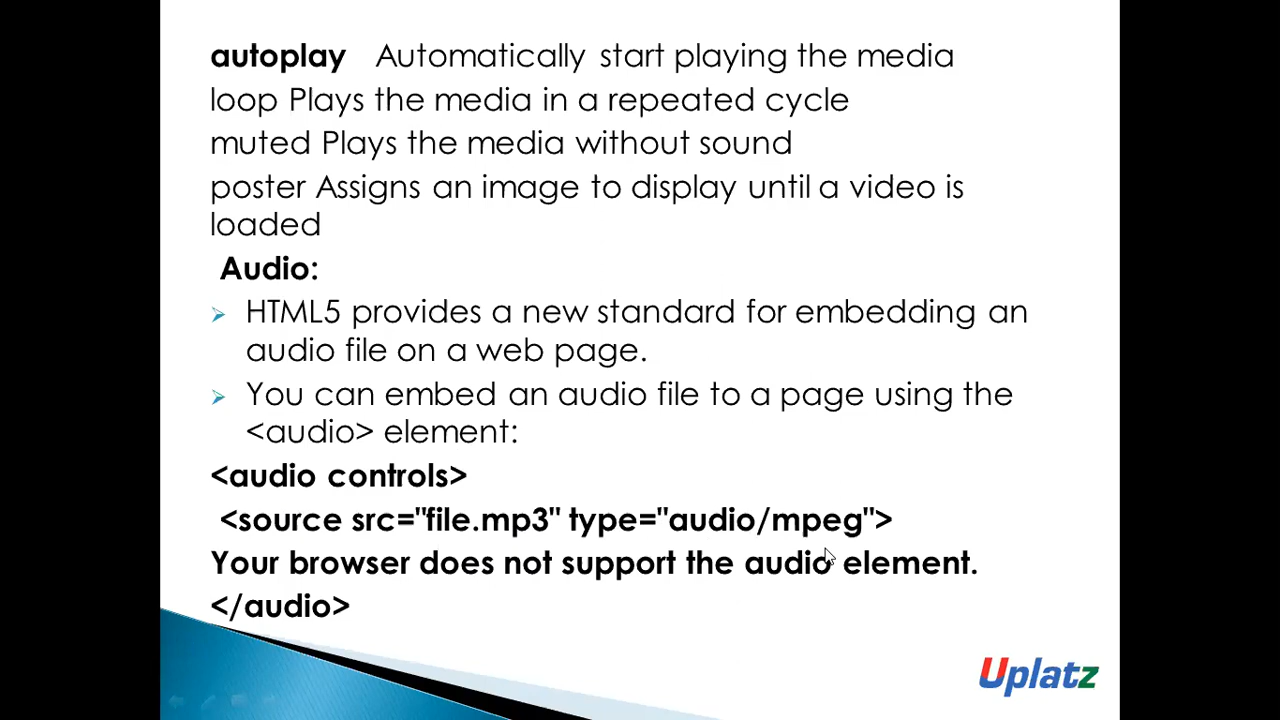 autoplay Automatically start playing the media
loop Plays the media in a repeated cycle
muted Plays the media without sound
poster Assigns an image to display until a video is
loaded
Audio:
HTML5 provides a new standard for embedding an
audio file on a web page.
You can embed an audio file to a page using the
<audio> element:
<audio controls>
<source src="file.mp3" type="audio/mpeg">
Your browser does not support the audio element.
</audio>
Uplatz